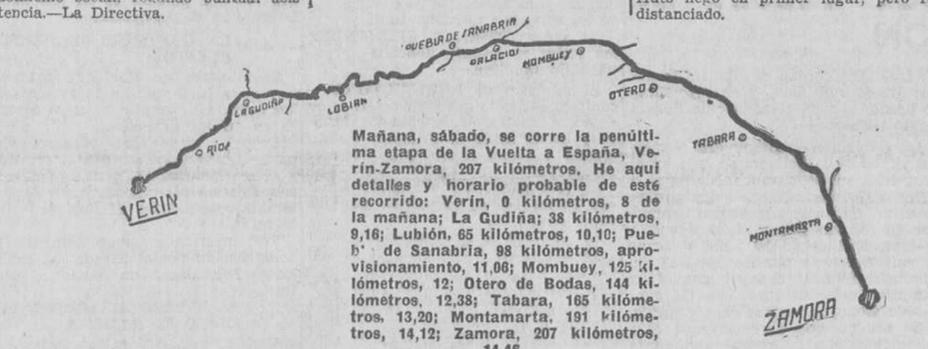 tencia.—La Directiva.
distanciado.
PUEBLA DE SANABRIA
PALACIOS
MOMBUEY
OTERO
LA GUDIÑA
LUBIAN
TABARA
RIOS
VERIN
MONTAMARTA
ZAMORA
Mañana, sábado, se corre la penúlti-
ma etapa de la Vuelta a España, Ve-
rín-Zamora, 207 kilómetros. He aquí
detalles y horario probable de este
recorrido: Verín, 0 kilómetros, 8 de
la mañana; La Gudiña; 38 kilómetros,
9,16; Lubión, 65 kilómetros, 10,10; Pue-
b' de Sanabria, 98 kilómetros, apro-
visionamiento, 11,06; Mombuey, 125 ki-
lómetros, 12; Otero de Bodas, 144 ki-
lómetros, 12,38; Tabara, 165 kilóme-
tros, 13,20; Montamarta, 191 kilóme-
tros, 14,12; Zamora, 207 kilómetros,